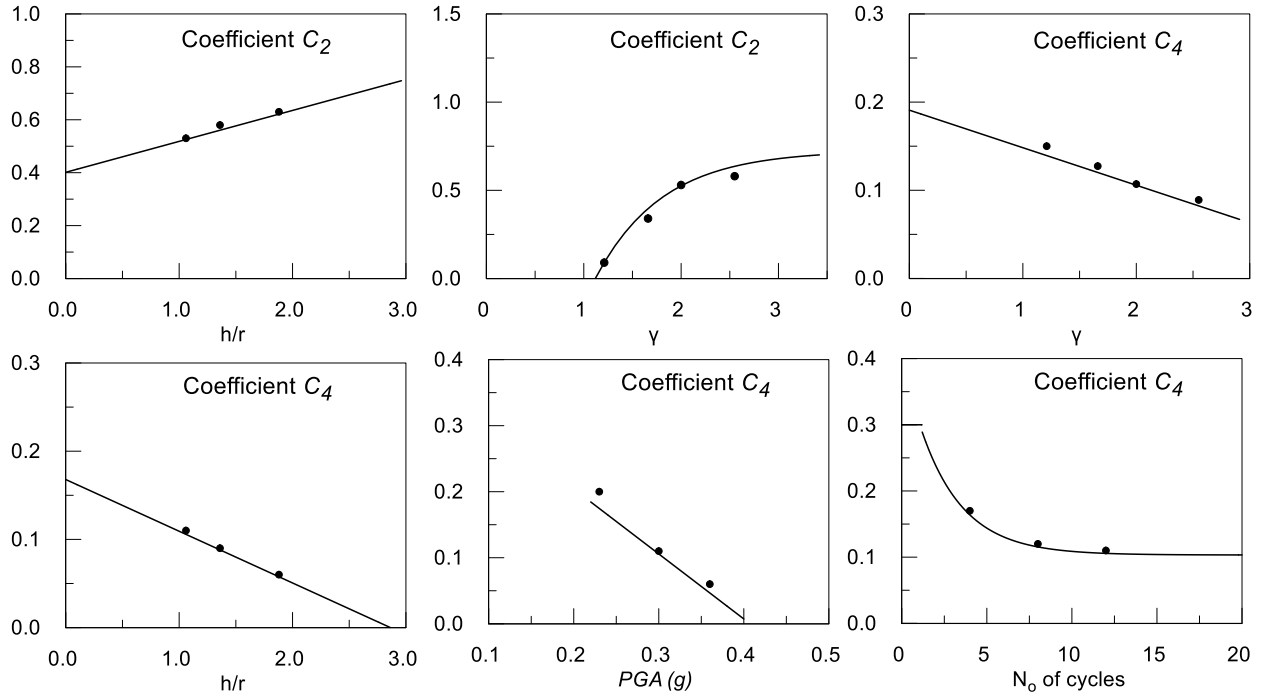 Coefficient C2
1.0
0.8
0.6
0.4
0.2
0.0
0.0 1.0 2.0 3.0
h/r
Coefficient C2
1.5
1.0
0.5
0.0
0 1 2 3
γ
Coefficient C4
0.3
0.2
0.1
0.0
0 1 2 3
γ
Coefficient C4
0.3
0.2
0.1
0.0
0.0 1.0 2.0 3.0
h/r
Coefficient C4
0.4
0.3
0.2
0.1
0.0
0.1 0.2 0.3 0.4 0.5
PGA (g)
Coefficient C4
0.4
0.3
0.2
0.1
0.0
0 5 10 15 20
No of cycles